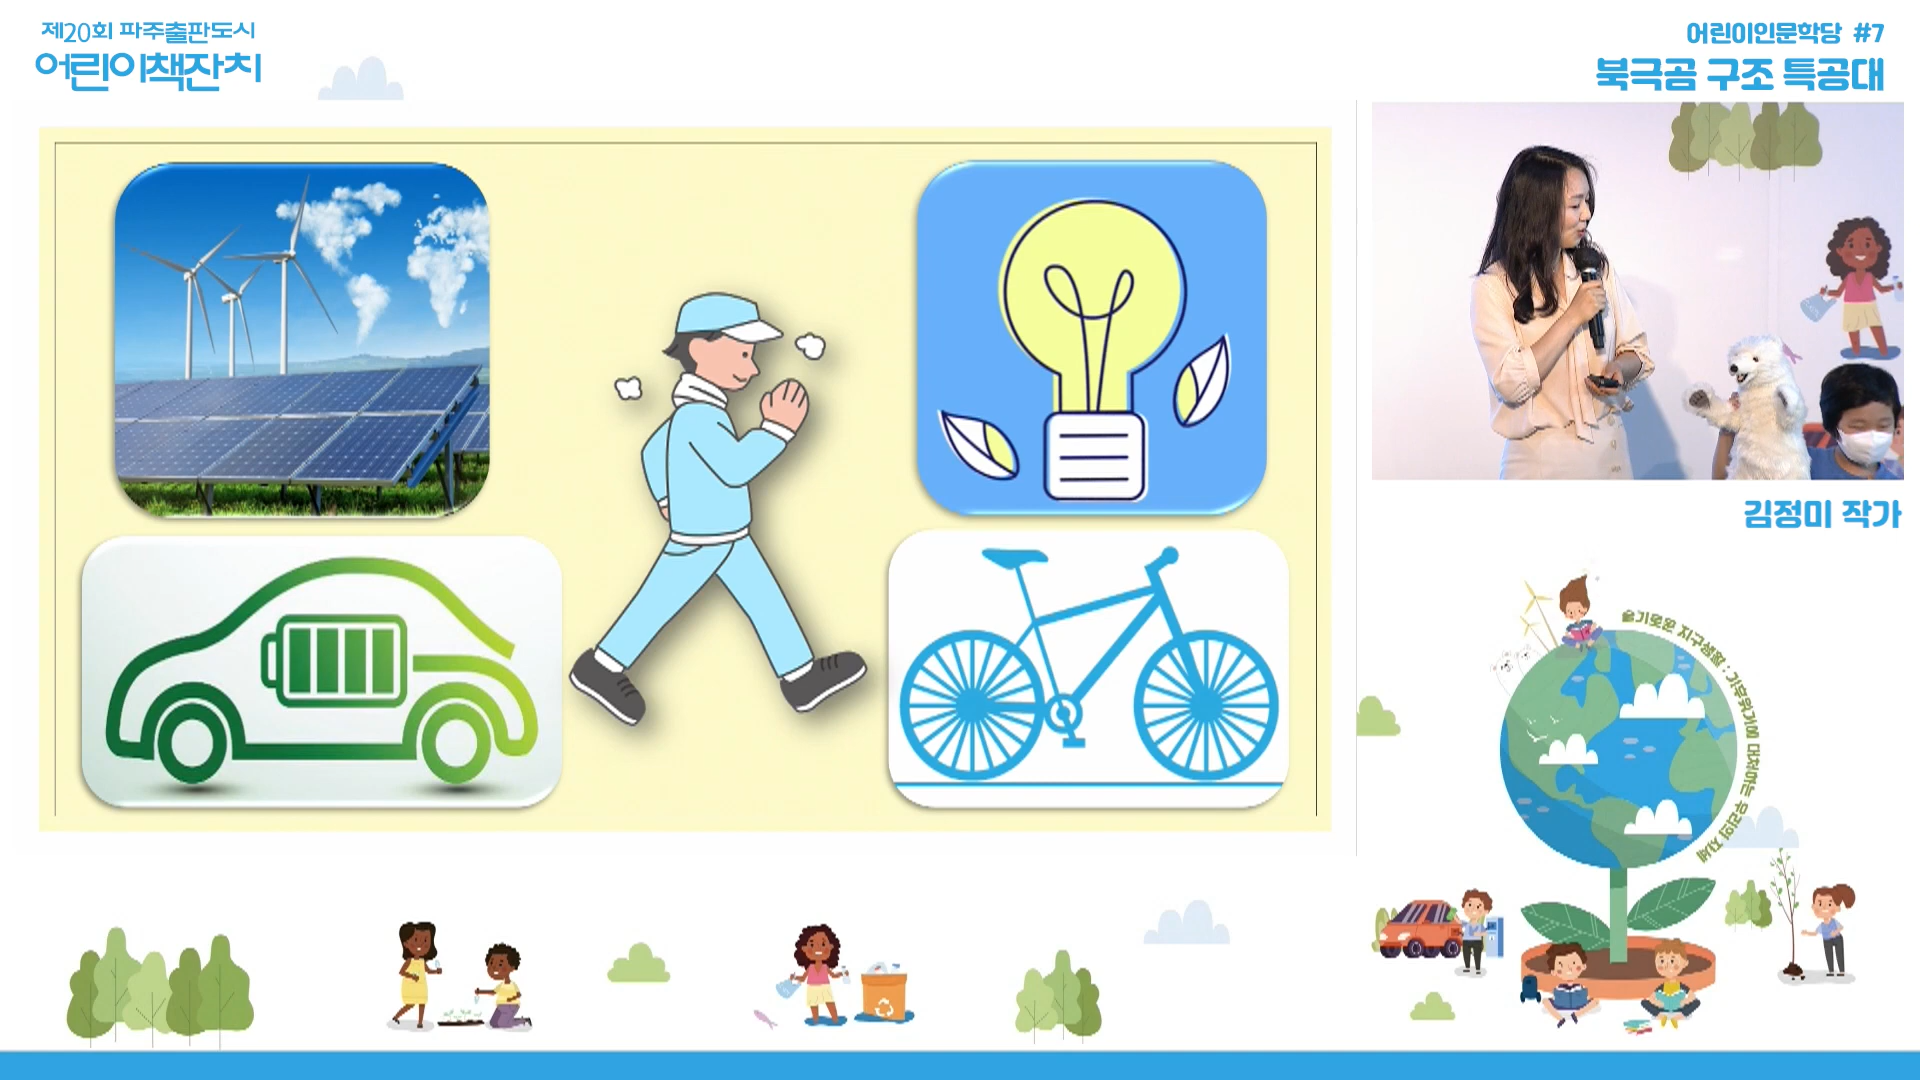 제20회 파주출판도시
어린이책잔치
어린이인문학당 #7
북극곰 구조 특공대
김정미 작가
슬기로운 지구생활 : 기후위기에 대처하는 우리의 자세